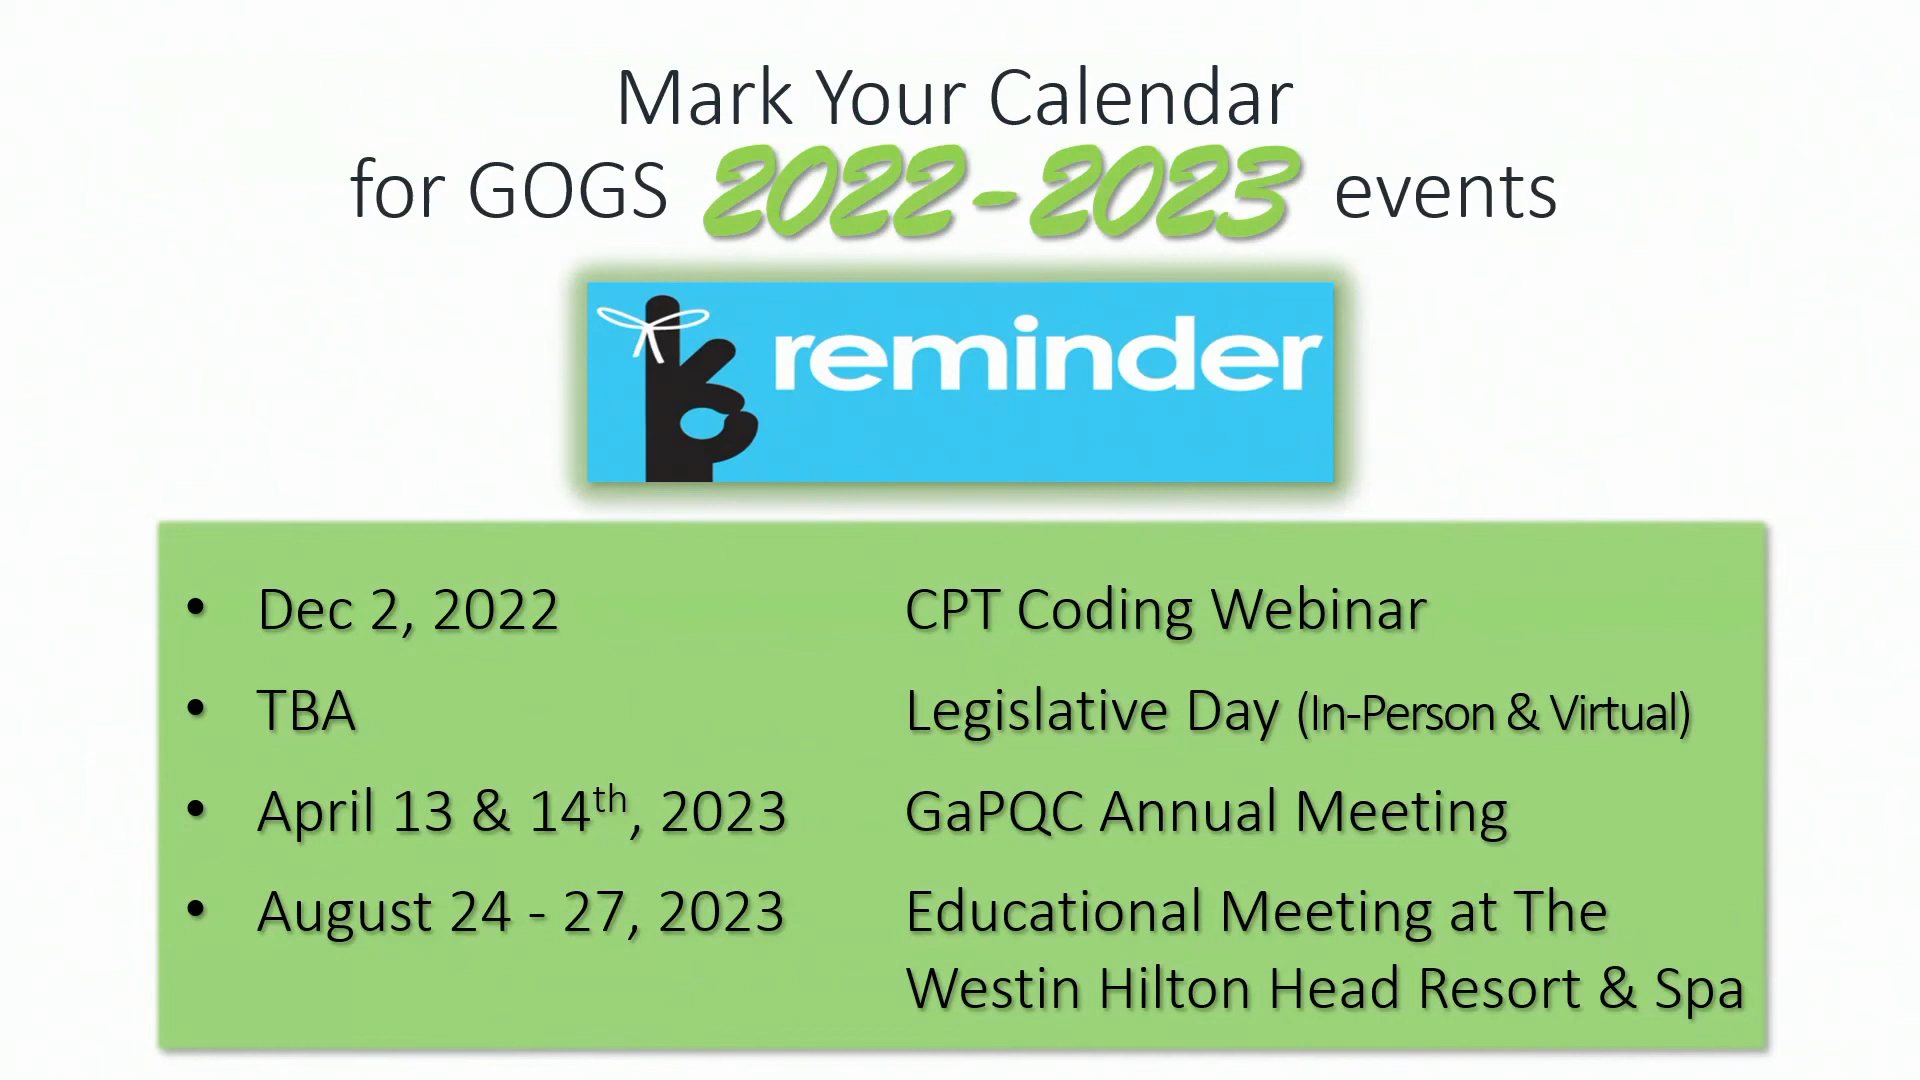 Mark Your Calendar
for GOGS 2022-2023 events
reminder
• Dec 2, 2022 CPT Coding Webinar
• TBA Legislative Day (In-Person & Virtual)
• April 13 & 14th, 2023 GaPQC Annual Meeting
• August 24 - 27, 2023 Educational Meeting at The
Westin Hilton Head Resort & Spa